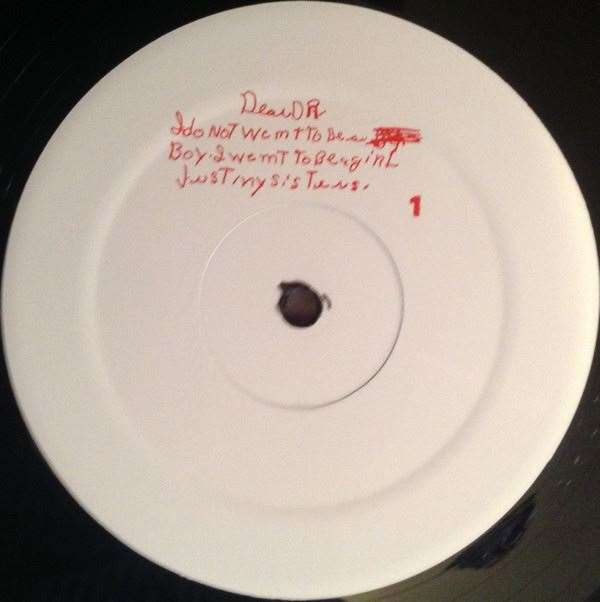 Dear DR
I do NOT wemt To Be a
Boy. I wemt To Be a girl
Just my sisTers.
1